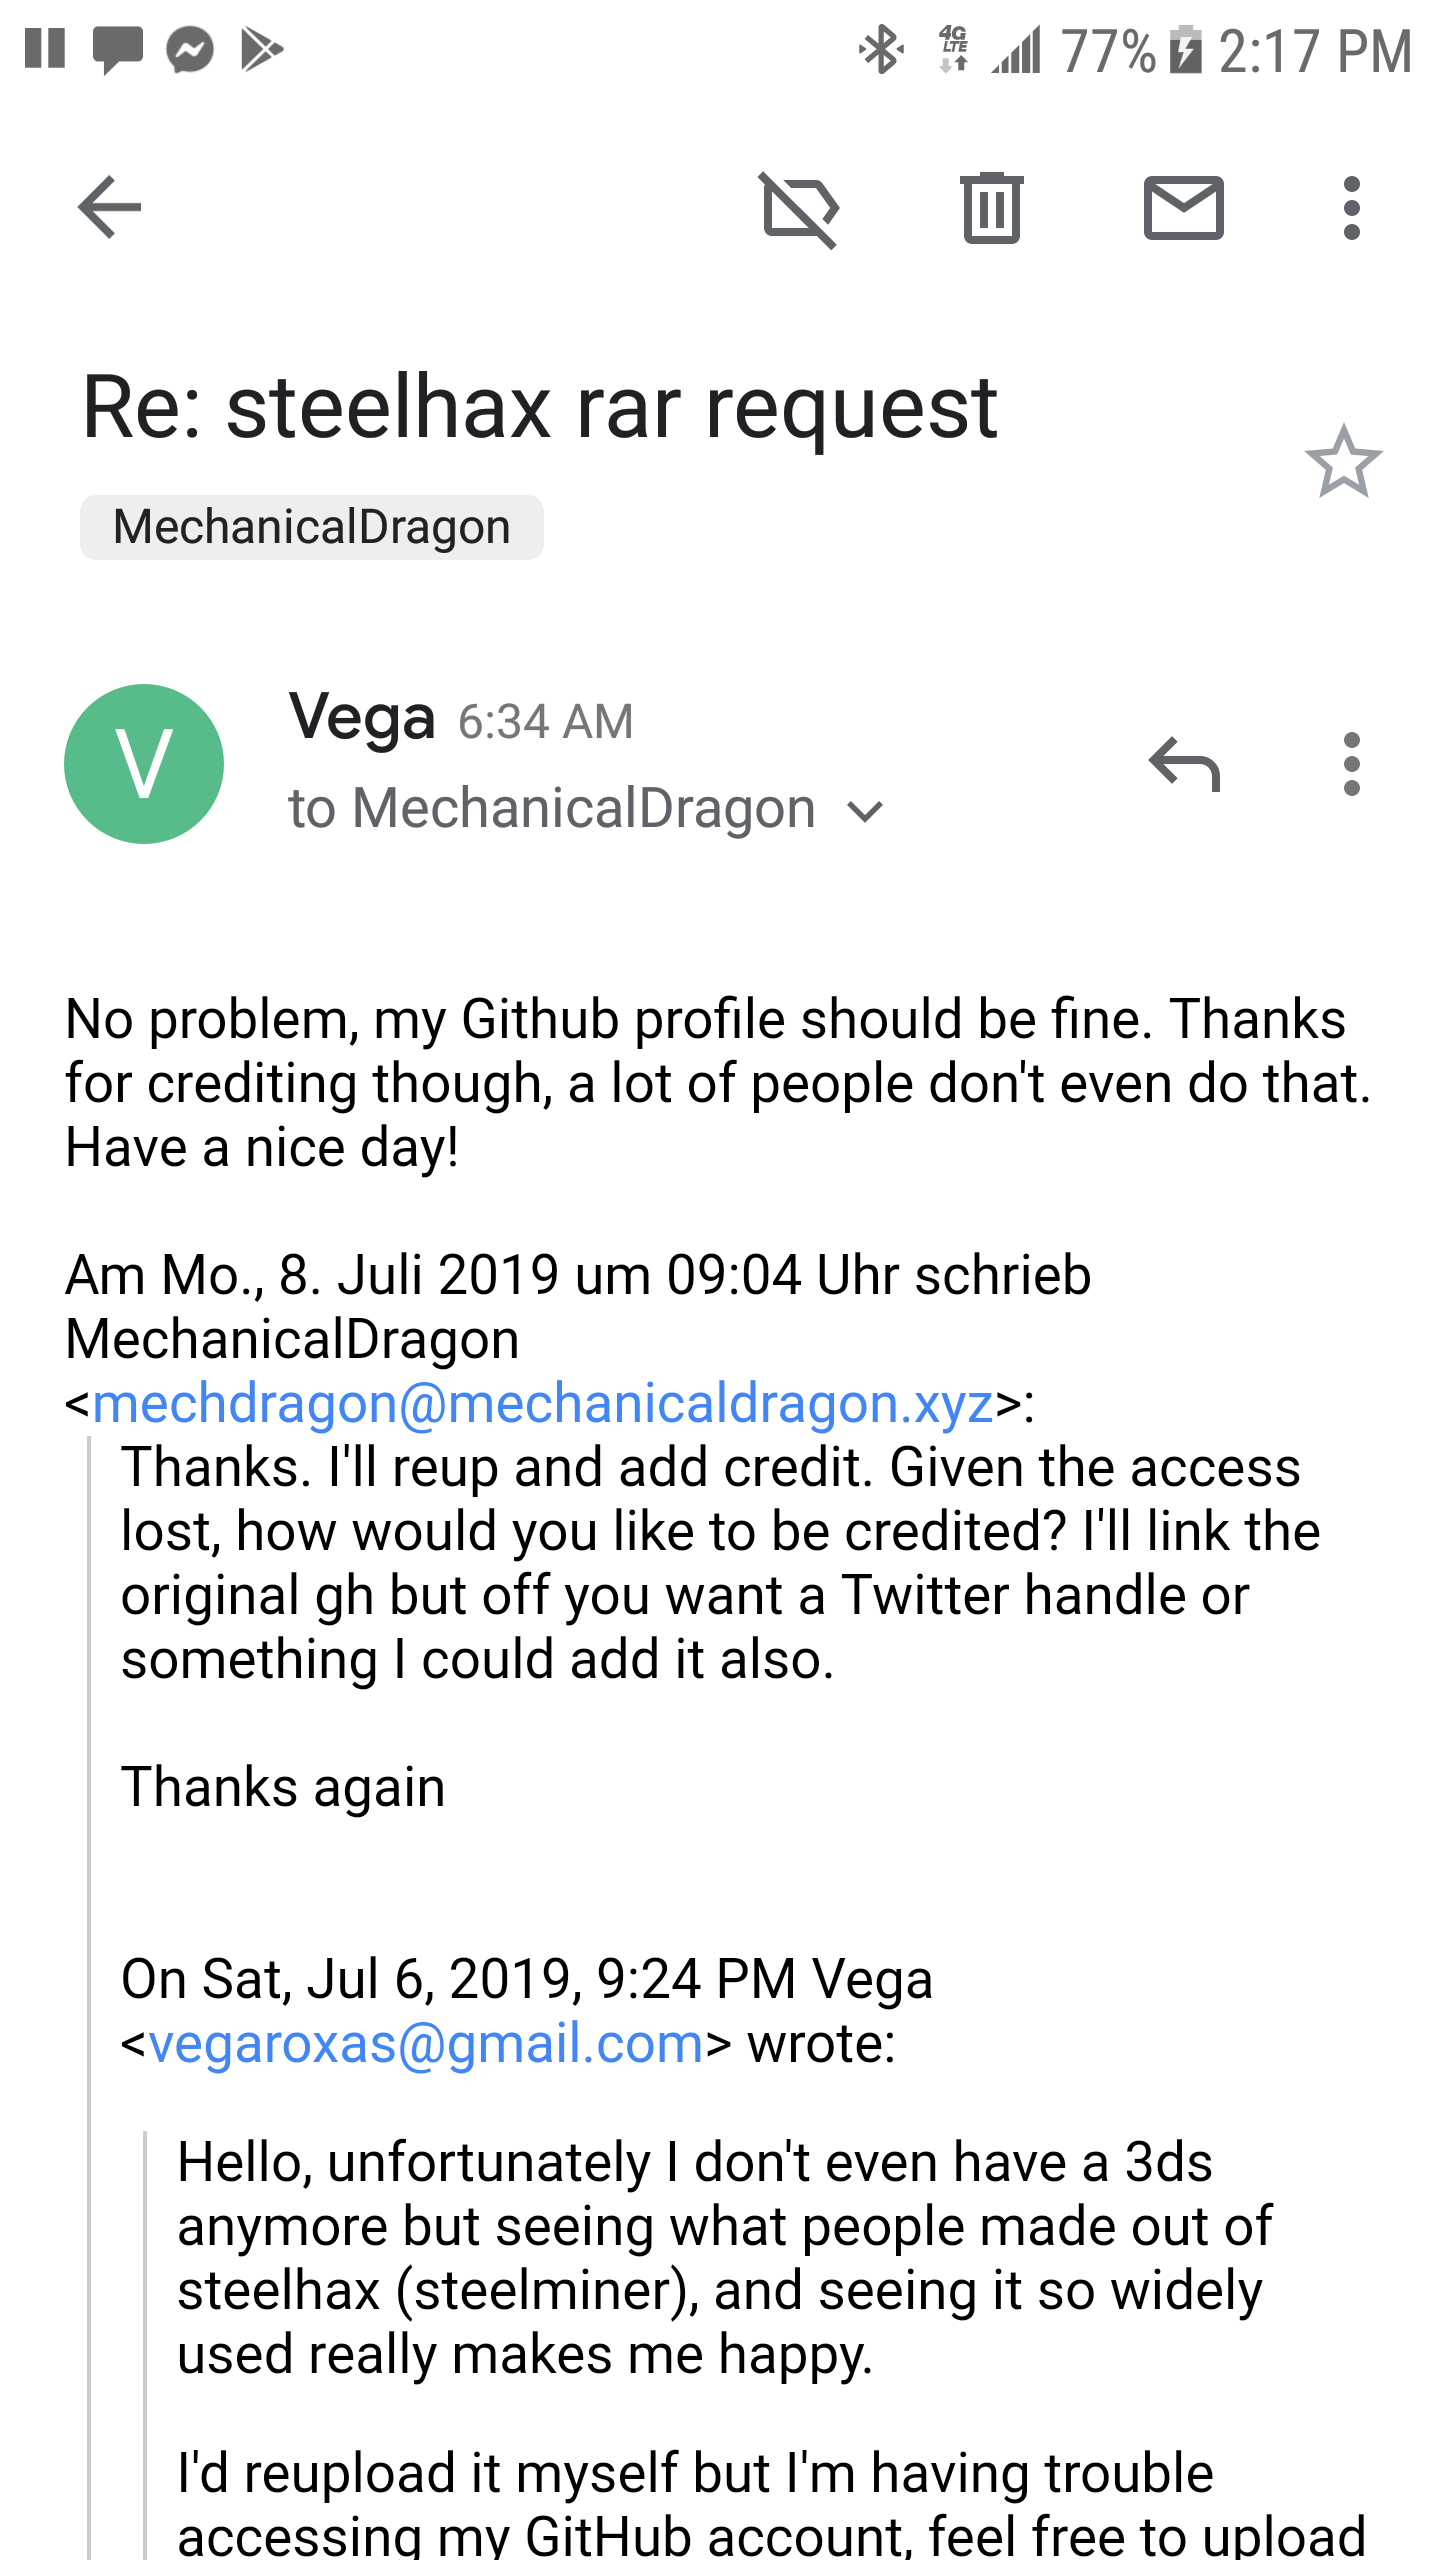 77% 2:17 PM
4G
LTE
Re: steelhax rar request
MechanicalDragon
V
Vega 6:34 AM
to MechanicalDragon
No problem, my Github profile should be fine. Thanks
for crediting though, a lot of people don't even do that.
Have a nice day!
Am Mo., 8. Juli 2019 um 09:04 Uhr schrieb
MechanicalDragon
<mechdragon@mechanicaldragon.xyz>:
Thanks. I'll reup and add credit. Given the access
lost, how would you like to be credited? I'll link the
original gh but off you want a Twitter handle or
something I could add it also.
Thanks again
On Sat, Jul 6, 2019, 9:24 PM Vega
<vegaroxas@gmail.com> wrote:
Hello, unfortunately I don't even have a 3ds
anymore but seeing what people made out of
steelhax (steelminer), and seeing it so widely
used really makes me happy.
I'd reupload it myself but I'm having trouble
accessing my GitHub account, feel free to upload